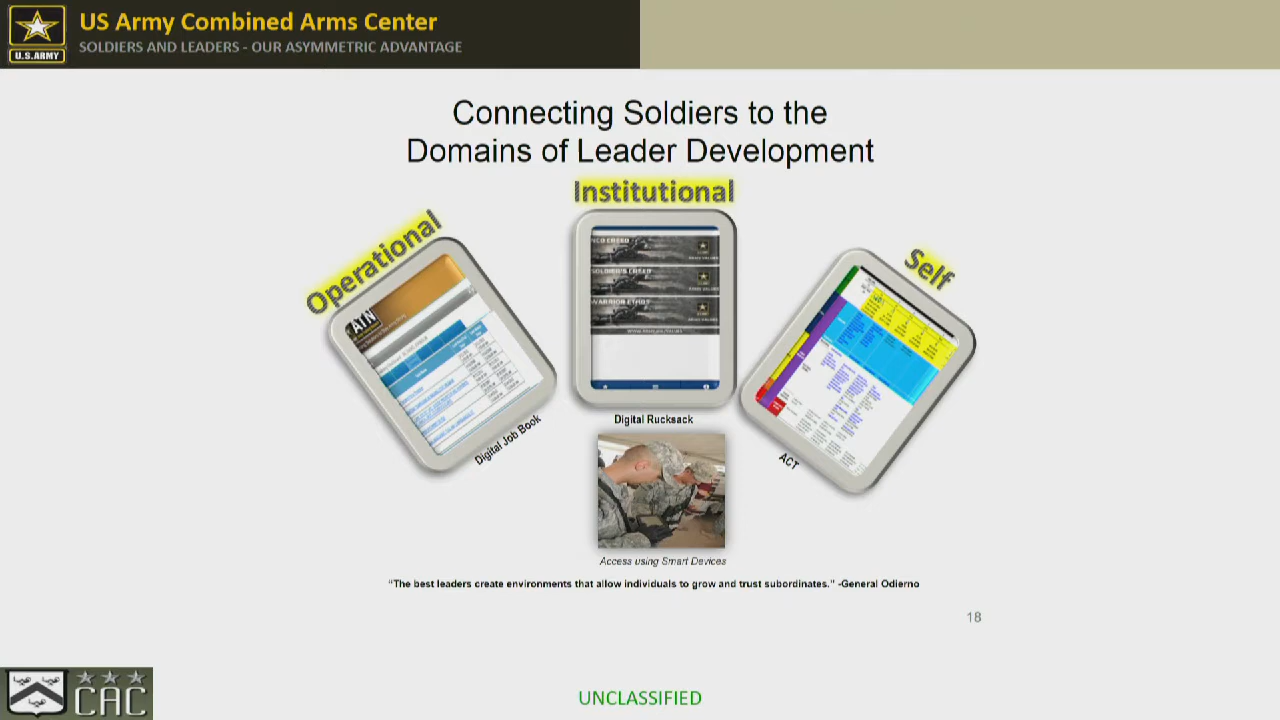 US Army Combined Arms Center
SOLDIERS AND LEADERS - OUR ASYMMETRIC ADVANTAGE
U.S.ARMY
Connecting Soldiers to the
Domains of Leader Development
Operational
Institutional
Self
ATN
NCO CREED
SOLDIER'S CREED
WARRIOR ETHOS
Digital Job Book
Digital Rucksack
ACT
Access using Smart Devices
"The best leaders create environments that allow individuals to grow and trust subordinates." -General Odierno
18
CAC
UNCLASSIFIED